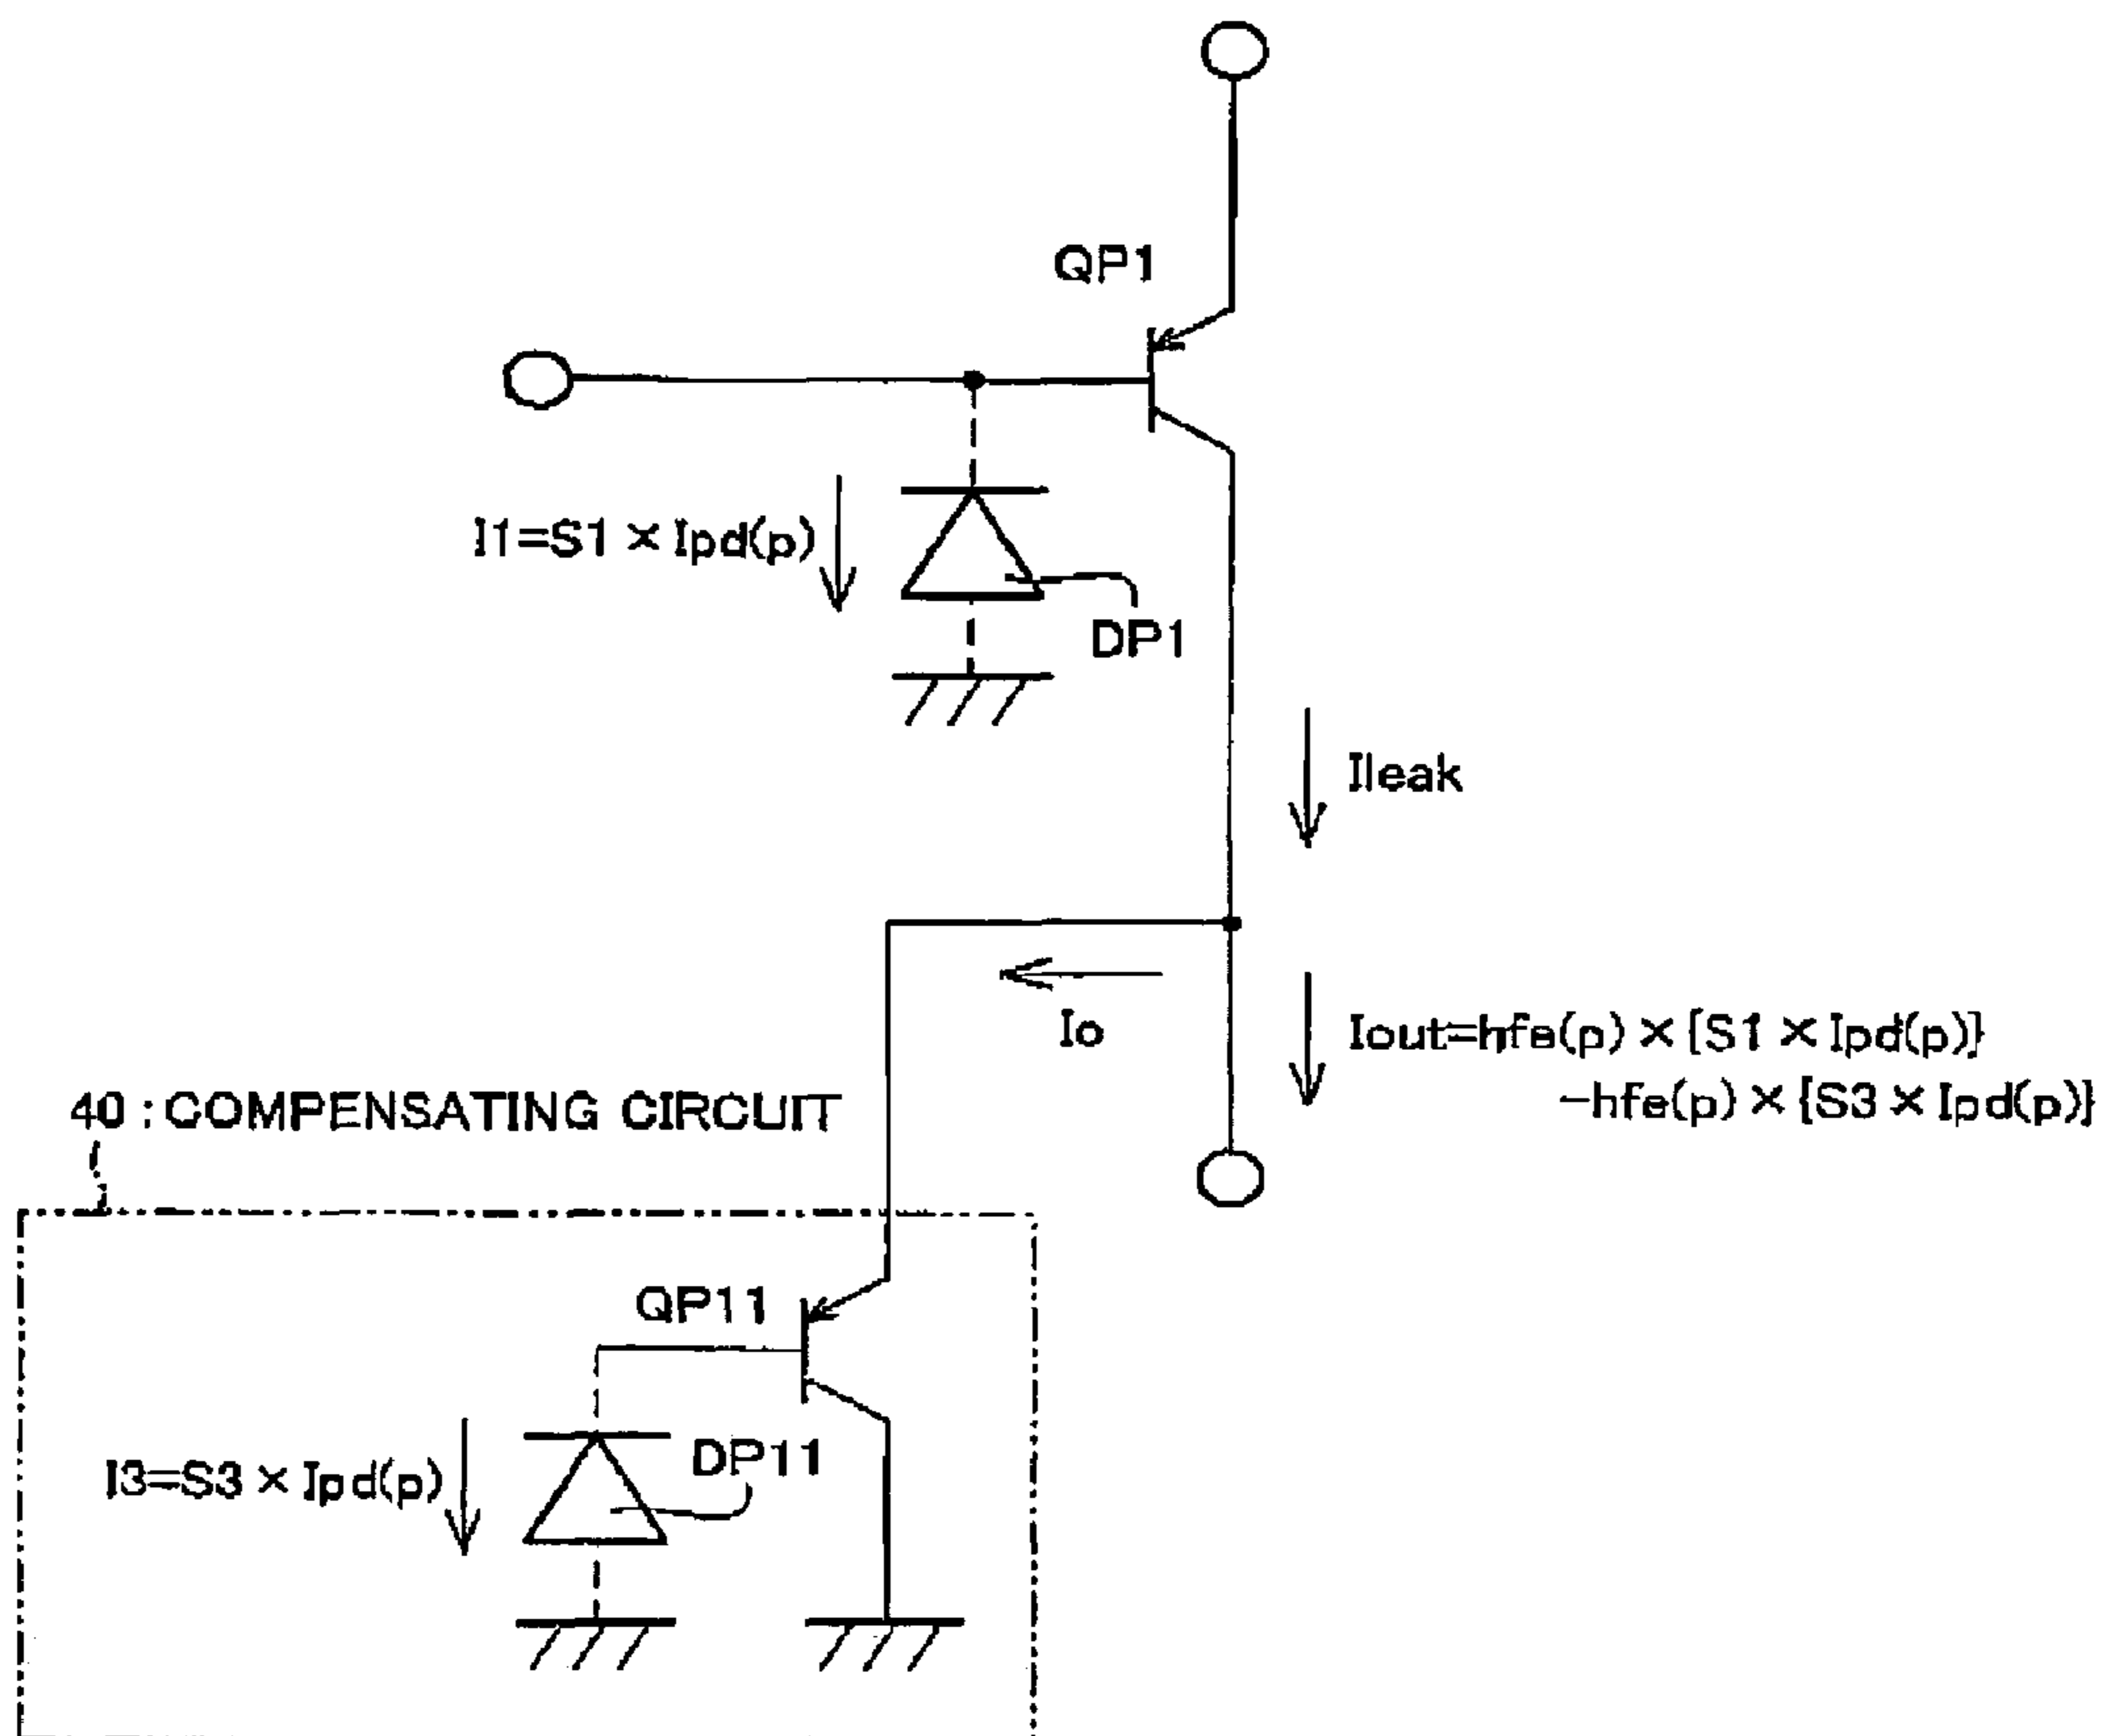 QP1
I1=S1×Ipd(p)
DP1
Ileak
Io
Iout=hfe(p)×{S1×Ipd(p)}
-hfe(p)×{S3×Ipd(p)}
40 : COMPENSATING CIRCUIT
QP11
DP11
I3=S3×Ipd(p)